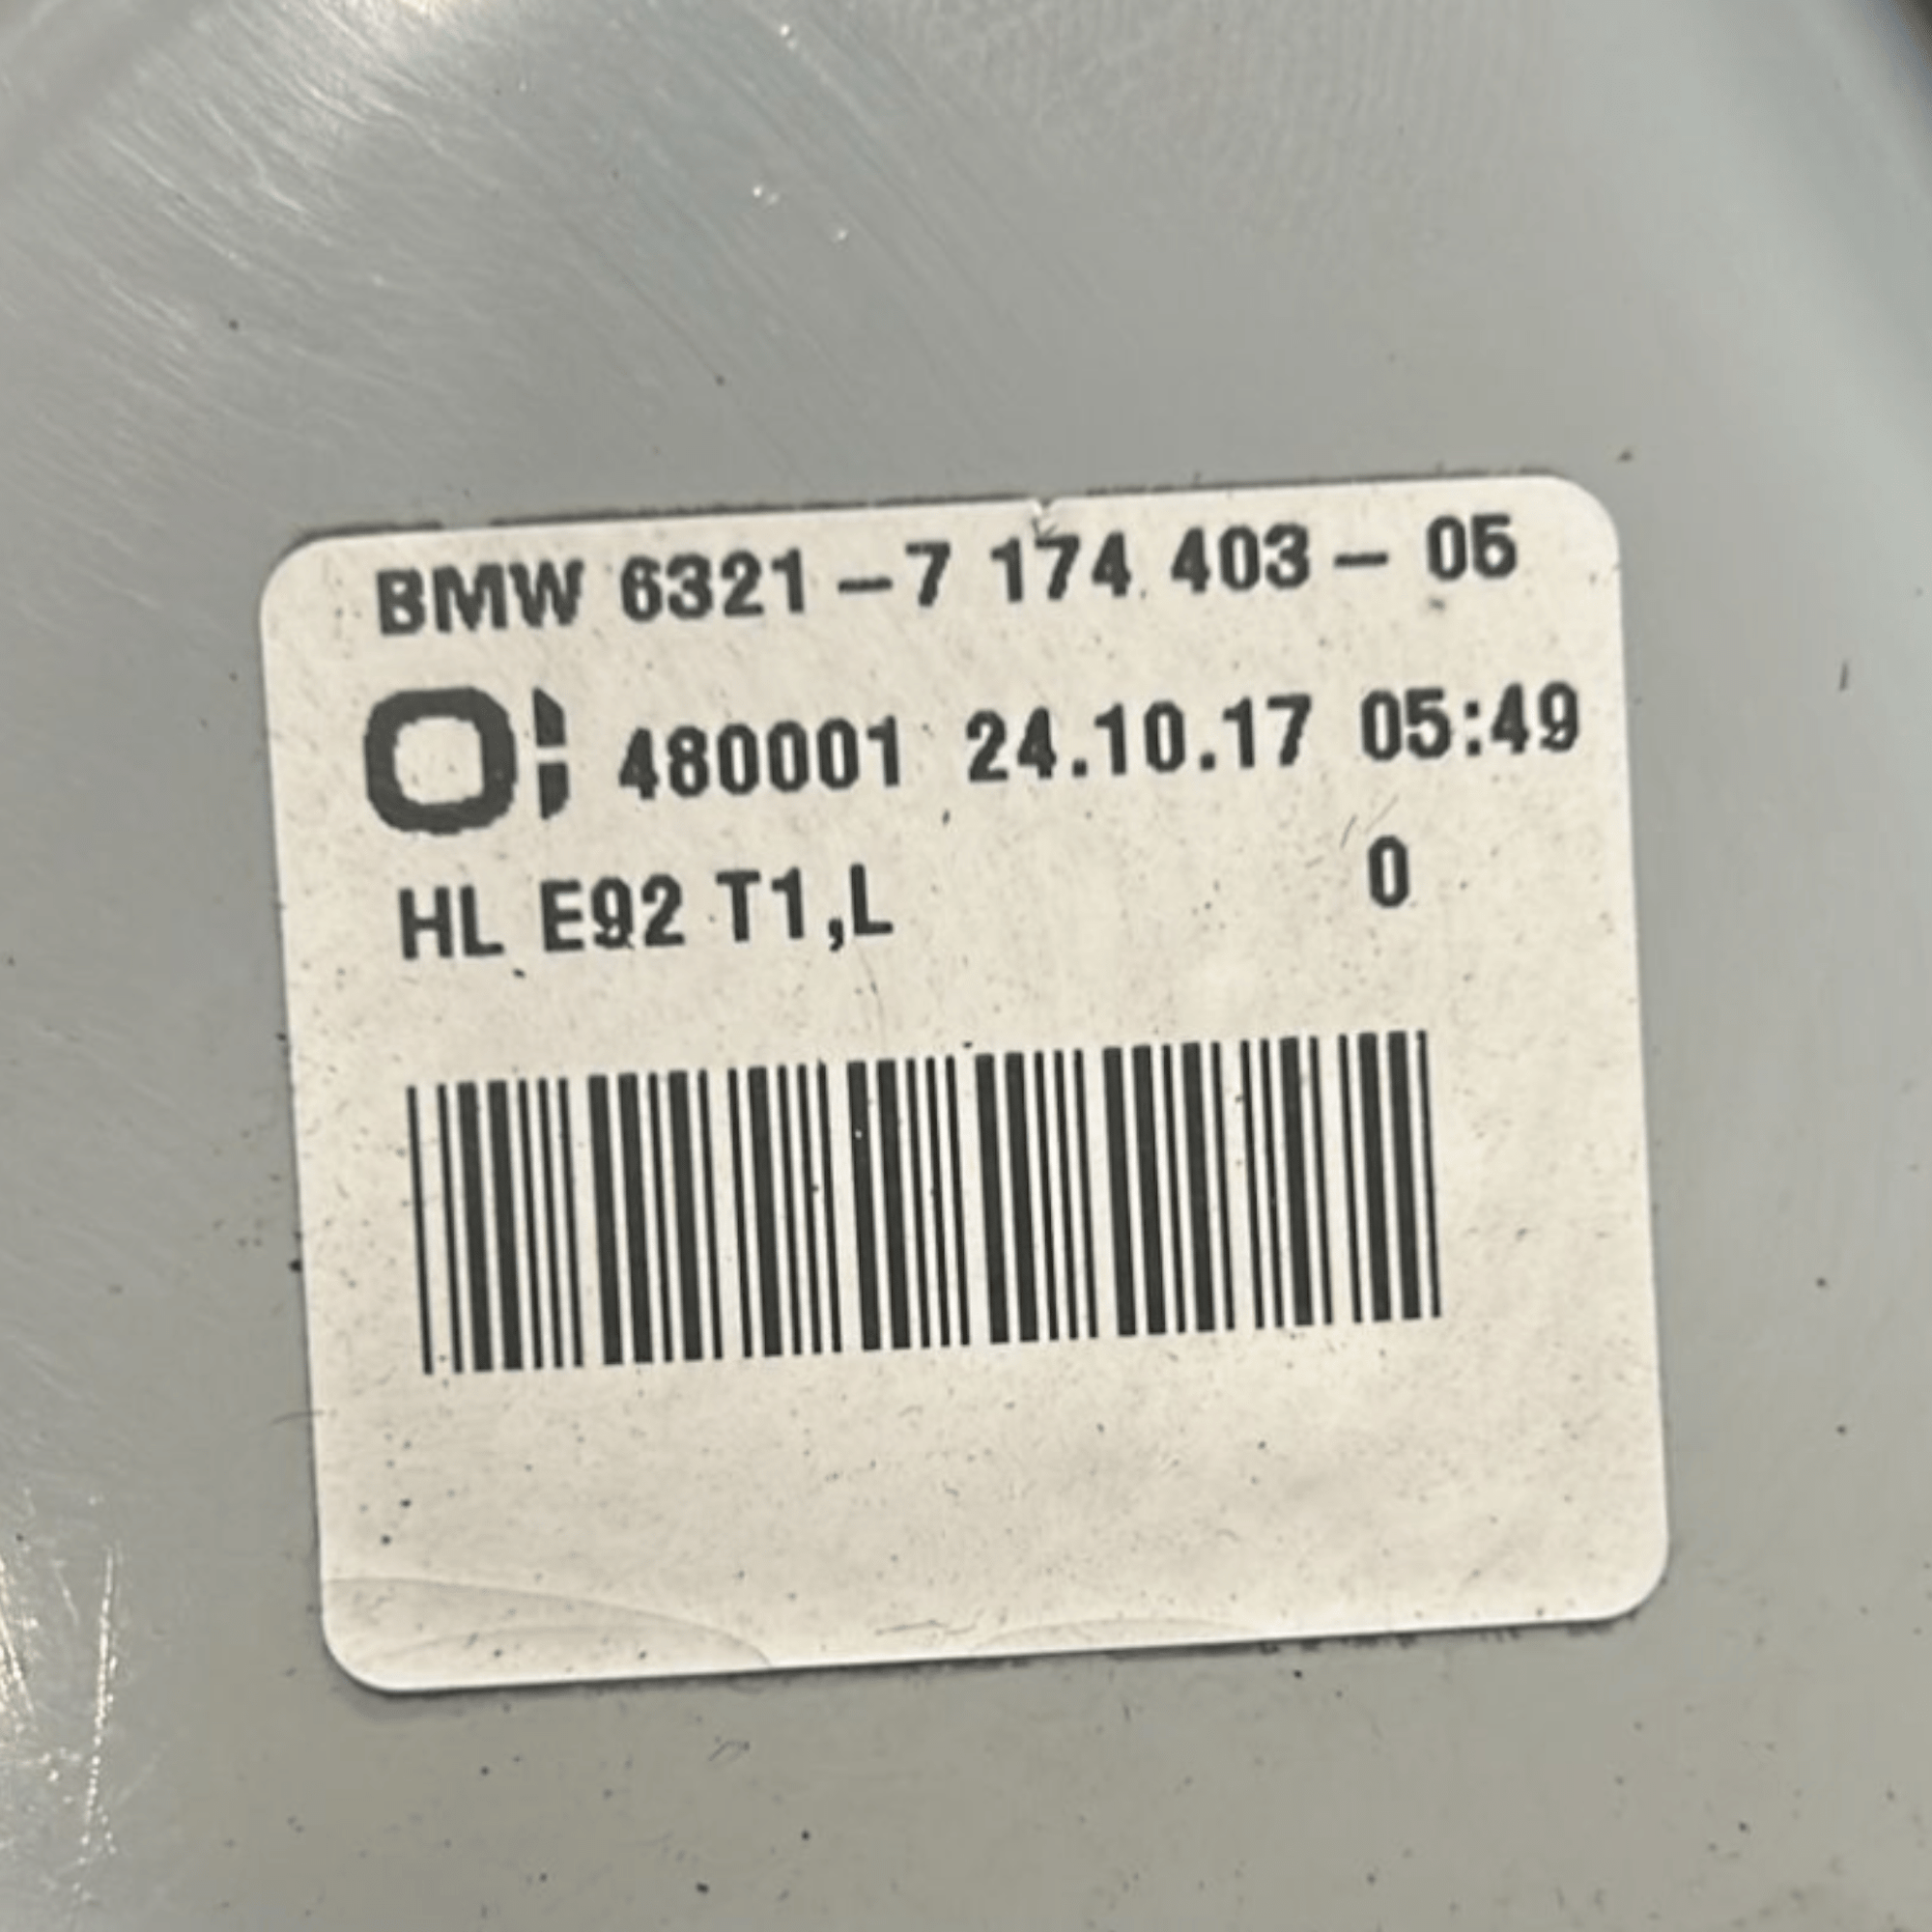 BMW 6321-7 174 403- 05
480001 24.10.17 05:49
HL E92 T1,L 0